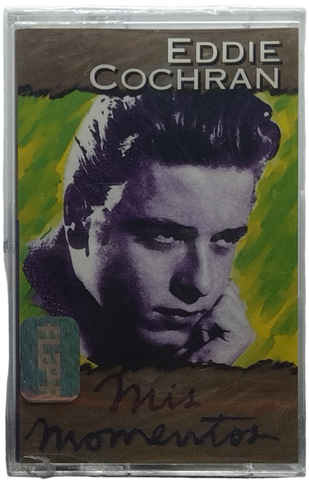 EDDIE
COCHRAN
Mis
momentos